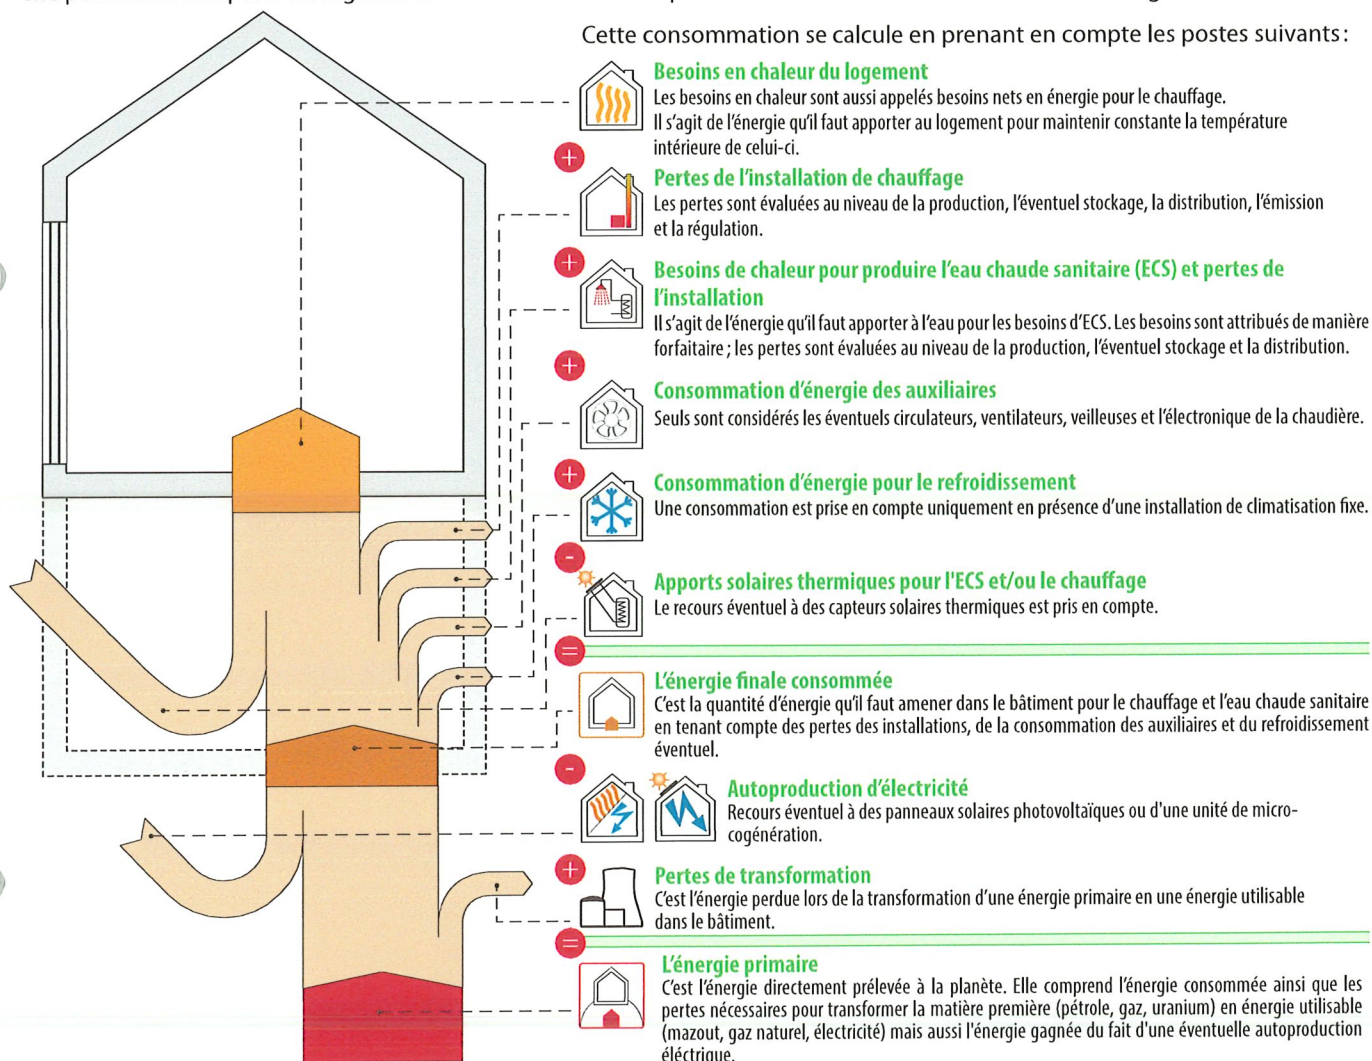 Cette consommation se calcule en prenant en compte les postes suivants :
Besoins en chaleur du logement
Les besoins en chaleur sont aussi appelés besoins nets en énergie pour le chauffage.
Il s'agit de l'énergie qu'il faut apporter au logement pour maintenir constante la température
intérieure de celui-ci.
+
Pertes de l'installation de chauffage
Les pertes sont évaluées au niveau de la production, l'éventuel stockage, la distribution, l'émission
et la régulation.
+
Besoins de chaleur pour produire l'eau chaude sanitaire (ECS) et pertes de
l'installation
Il s'agit de l'énergie qu'il faut apporter à l'eau pour les besoins d'ECS. Les besoins sont attribués de manière
forfaitaire ; les pertes sont évaluées au niveau de la production, l'éventuel stockage et la distribution.
+
Consommation d'énergie des auxiliaires
Seuls sont considérés les éventuels circulateurs, ventilateurs, veilleuses et l'électronique de la chaudière.
+
Consommation d'énergie pour le refroidissement
Une consommation est prise en compte uniquement en présence d'une installation de climatisation fixe.
-
Apports solaires thermiques pour l'ECS et/ou le chauffage
Le recours éventuel à des capteurs solaires thermiques est pris en compte.
=
L'énergie finale consommée
C'est la quantité d'énergie qu'il faut amener dans le bâtiment pour le chauffage et l'eau chaude sanitaire
en tenant compte des pertes des installations, de la consommation des auxiliaires et du refroidissement
éventuel.
-
Autoproduction d'électricité
Recours éventuel à des panneaux solaires photovoltaïques ou d'une unité de micro-
cogénération.
+
Pertes de transformation
C'est l'énergie perdue lors de la transformation d'une énergie primaire en une énergie utilisable
dans le bâtiment.
=
L'énergie primaire
C'est l'énergie directement prélevée à la planète. Elle comprend l'énergie consommée ainsi que les
pertes nécessaires pour transformer la matière première (pétrole, gaz, uranium) en énergie utilisable
(mazout, gaz naturel, électricité) mais aussi l'énergie gagnée du fait d'une éventuelle autoproduction
éléctrique.